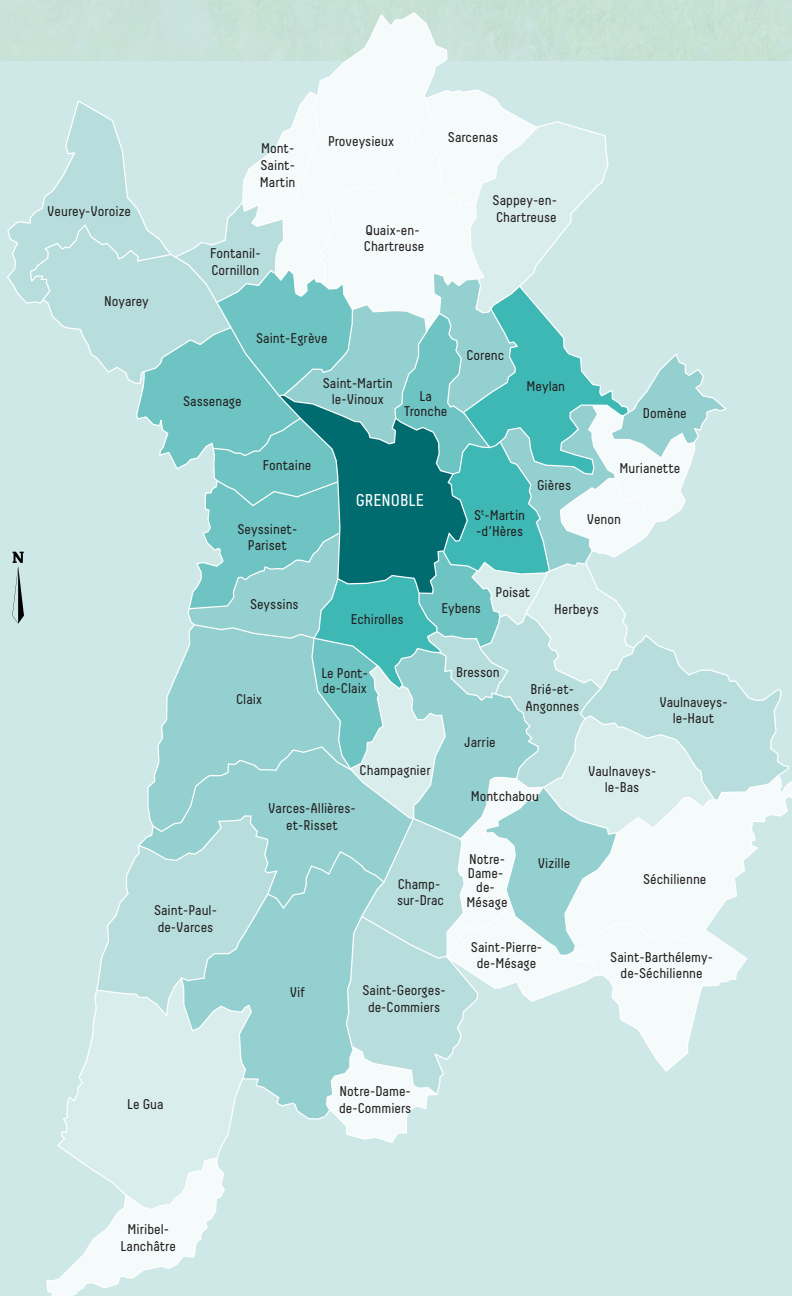 Proveysieux
Sarcenas
Mont-
Saint-
Martin
Sappey-en-
Chartreuse
Veurey-Voroize
Quaix-en-
Chartreuse
Fontanil-
Cornillon
Noyarey
Saint-Egrève
Corenc
Saint-Martin
le-Vinoux
Meylan
Sassenage
La
Tronche
Domène
Fontaine
Murianette
Gières
GRENOBLE
Venon
St-Martin
-d'Hères
Seyssinet-
Pariset
N
Poisat
Seyssins
Eybens
Herbeys
Echirolles
Bresson
Le Pont-
de-Claix
Claix
Brié-et-
Angonnes
Vaulnaveys-
le-Haut
Jarrie
Champagnier
Vaulnaveys-
le-Bas
Montchabou
Varces-Allières-
et-Risset
Notre-
Dame-
de-
Mésage
Vizille
Séchilienne
Champ-
sur-Drac
Saint-Paul-
de-Varces
Saint-Pierre-
de-Mésage
Saint-Barthélemy-
de-Séchilienne
Vif
Saint-Georges-
de-Commiers
Notre-Dame-
de-Commiers
Le Gua
Miribel-
Lanchâtre